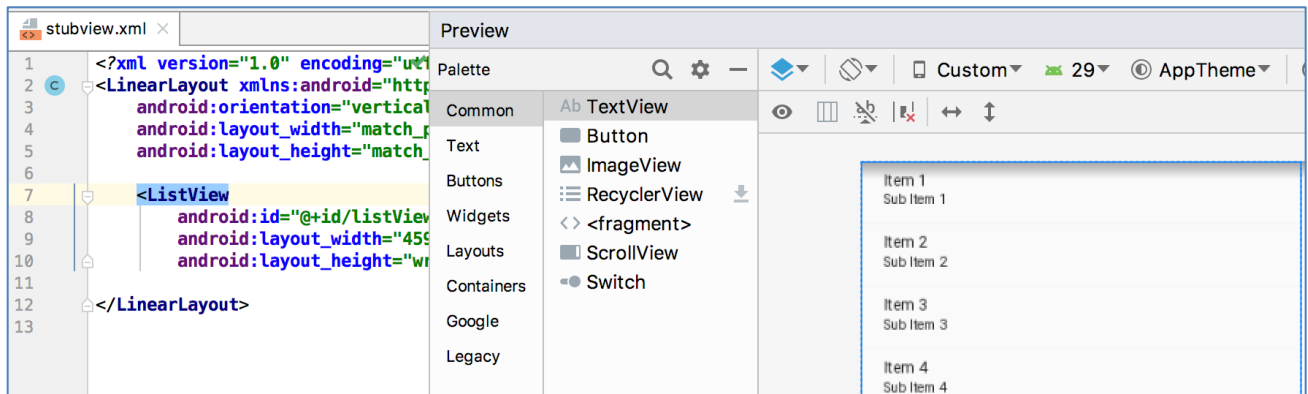 stubview.xml
1 <?xml version="1.0" encoding="utf
2 <LinearLayout xmlns:android="http
3 android:orientation="vertical
4 android:layout_width="match_p
5 android:layout_height="match_
6
7 <ListView
8 android:id="@+id/listView
9 android:layout_width="459
10 android:layout_height="wr
11
12 </LinearLayout>
13
Preview
Palette
Common
Text
Buttons
Widgets
Layouts
Containers
Google
Legacy
Ab TextView
Button
ImageView
RecyclerView
<fragment>
ScrollView
Switch
Custom 29 AppTheme
Item 1
Sub Item 1
Item 2
Sub Item 2
Item 3
Sub Item 3
Item 4
Sub Item 4